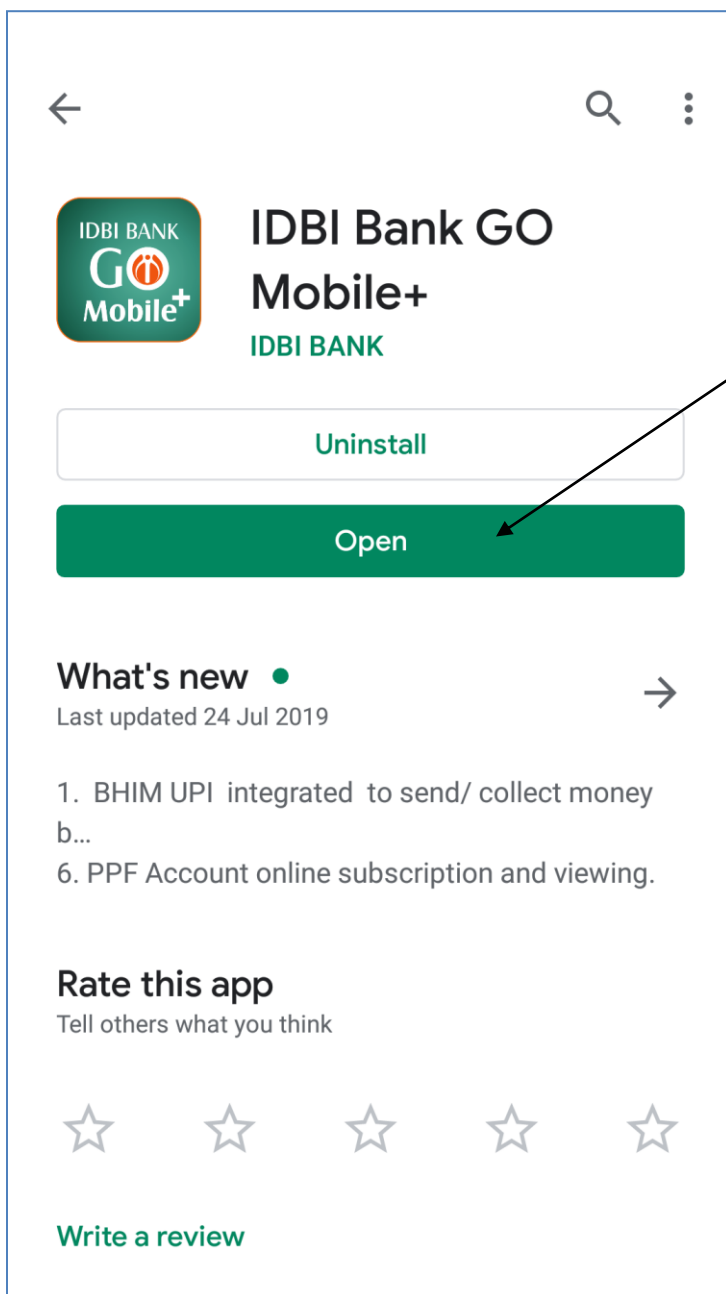 IDBI BANK
GO
Mobile+
IDBI Bank GO
Mobile+
IDBI BANK
Uninstall
Open
What's new
Last updated 24 Jul 2019
1. BHIM UPI integrated to send/ collect money
b...
6. PPF Account online subscription and viewing.
Rate this app
Tell others what you think
Write a review